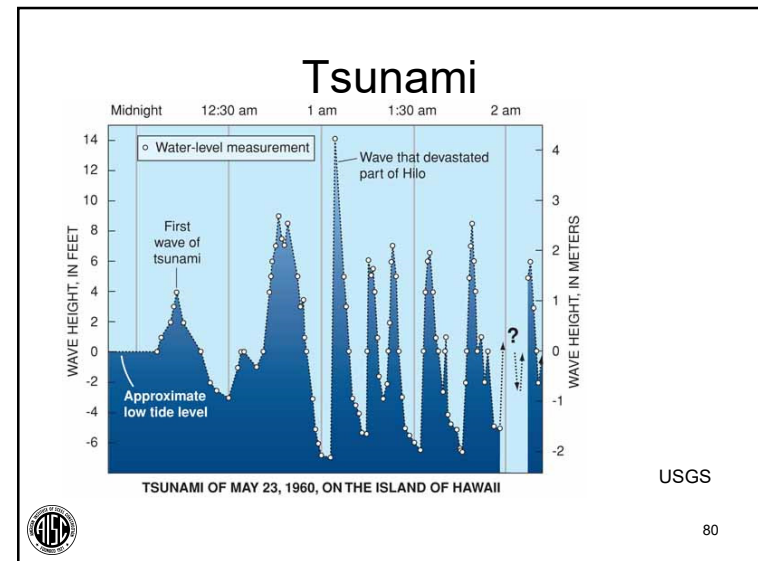 Tsunami
Midnight 12:30 am 1 am 1:30 am 2 am
14
12
10
8
6
4
2
0
-2
-4
-6
WAVE HEIGHT, IN FEET
Water-level measurement
First
wave of
tsunami
Wave that devastated
part of Hilo
Approximate
low tide level
?
4
3
2
1
0
-1
-2
WAVE HEIGHT, IN METERS
TSUNAMI OF MAY 23, 1960, ON THE ISLAND OF HAWAII
USGS
AISC
80